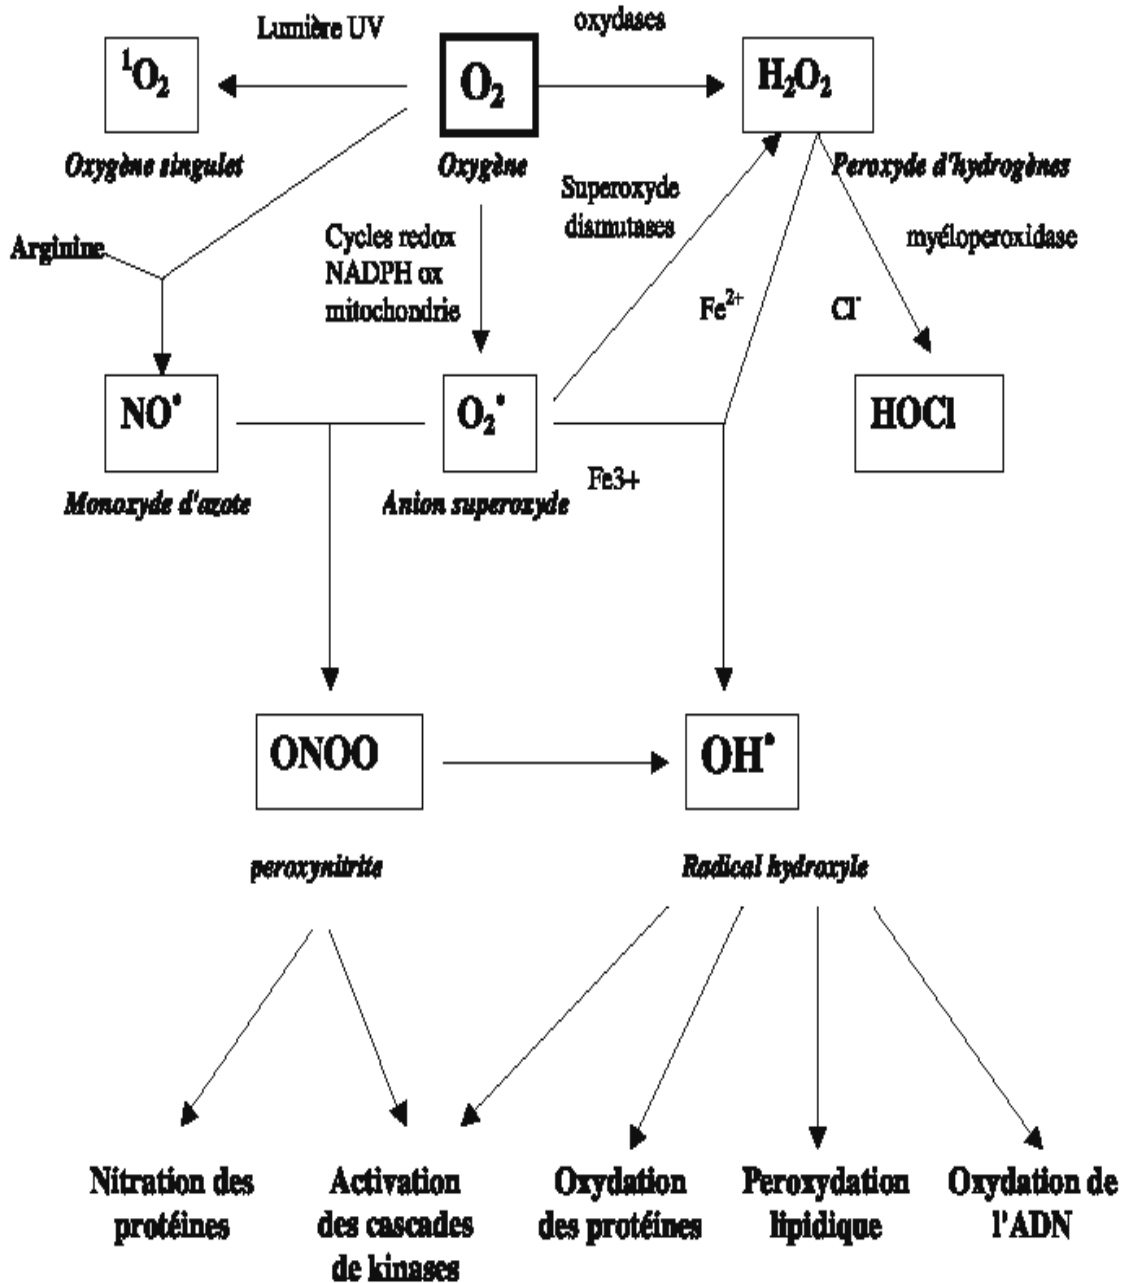 Lumière UV
oxydases
¹O₂
O₂
H₂O₂
Oxygène singulet
Oxygène
Peroxyde d'hydrogènes
Superoxyde
dismutases
Arginine
Cycles redox
NADPH ox
mitochondrie
myéloperoxidase
Fe²⁺
Cl⁻
NO•
O₂•
HOCl
Monoxyde d'azote
Anion superoxyde
Fe3+
ONOO
OH•
peroxynitrite
Radical hydroxyle
Nitration des
protéines
Activation
des cascades
de kinases
Oxydation
des protéines
Peroxydation
lipidique
Oxydation de
l'ADN